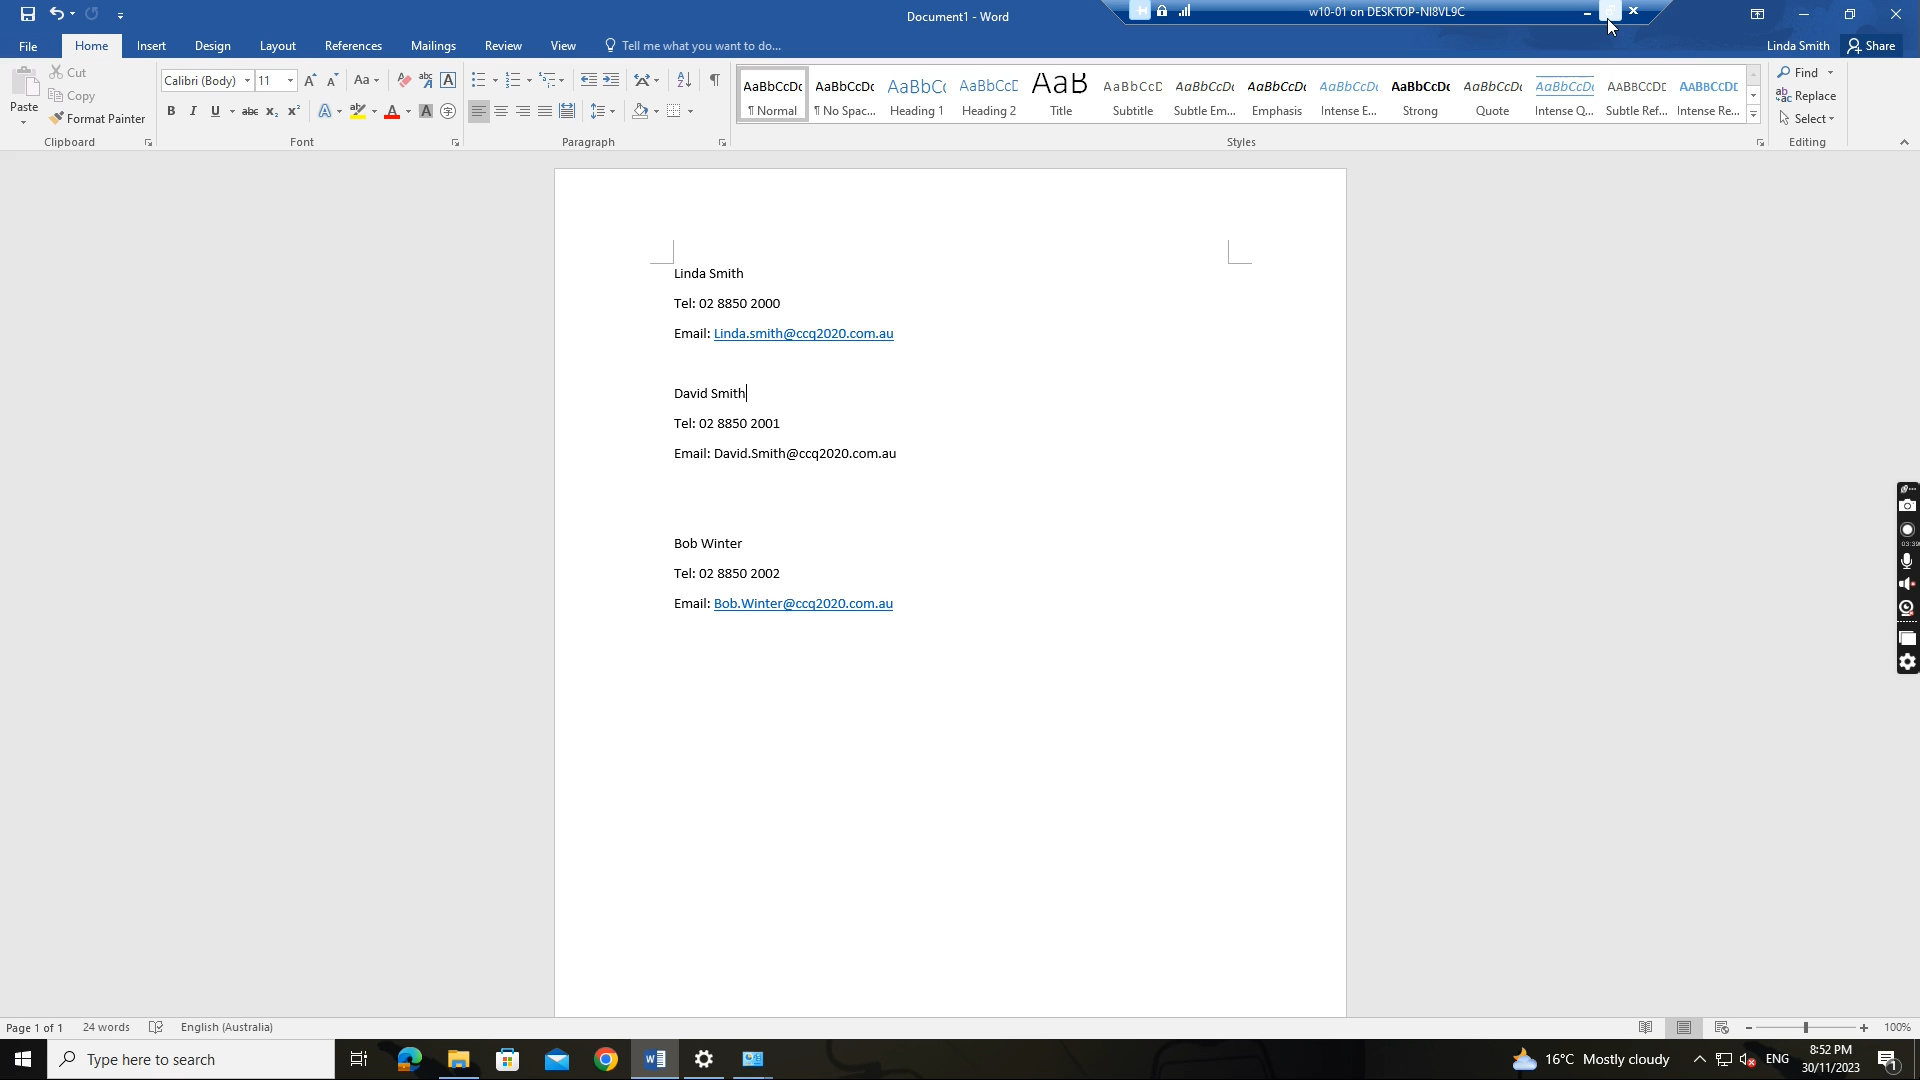 Document1 - Word
w10-01 on DESKTOP-NI8VL9C
File Home Insert Design Layout References Mailings Review View Tell me what you want to do... Linda Smith Share
Paste
Cut
Copy
Format Painter
Clipboard
Calibri (Body) 11
Font
Paragraph
AaBbCcDc AaBbCcDc AaBbCc AaBbCcD AaB AaBbCcD AaBbCcDc AaBbCcDc AaBbCcDc AaBbCcDc AaBbCcDc AaBbCcDc AABBCCDE AABBCCDE
¶ Normal ¶ No Spac... Heading 1 Heading 2 Title Subtitle Subtle Em... Emphasis Intense E... Strong Quote Intense Q... Subtle Ref... Intense Re...
Styles
Find
Replace
Select
Editing
Linda Smith
Tel: 02 8850 2000
Email: Linda.smith@ccq2020.com.au
David Smith
Tel: 02 8850 2001
Email: David.Smith@ccq2020.com.au
Bob Winter
Tel: 02 8850 2002
Email: Bob.Winter@ccq2020.com.au
Page 1 of 1 24 words English (Australia) 100%
Type here to search
16°C Mostly cloudy ENG
8:52 PM
30/11/2023
1